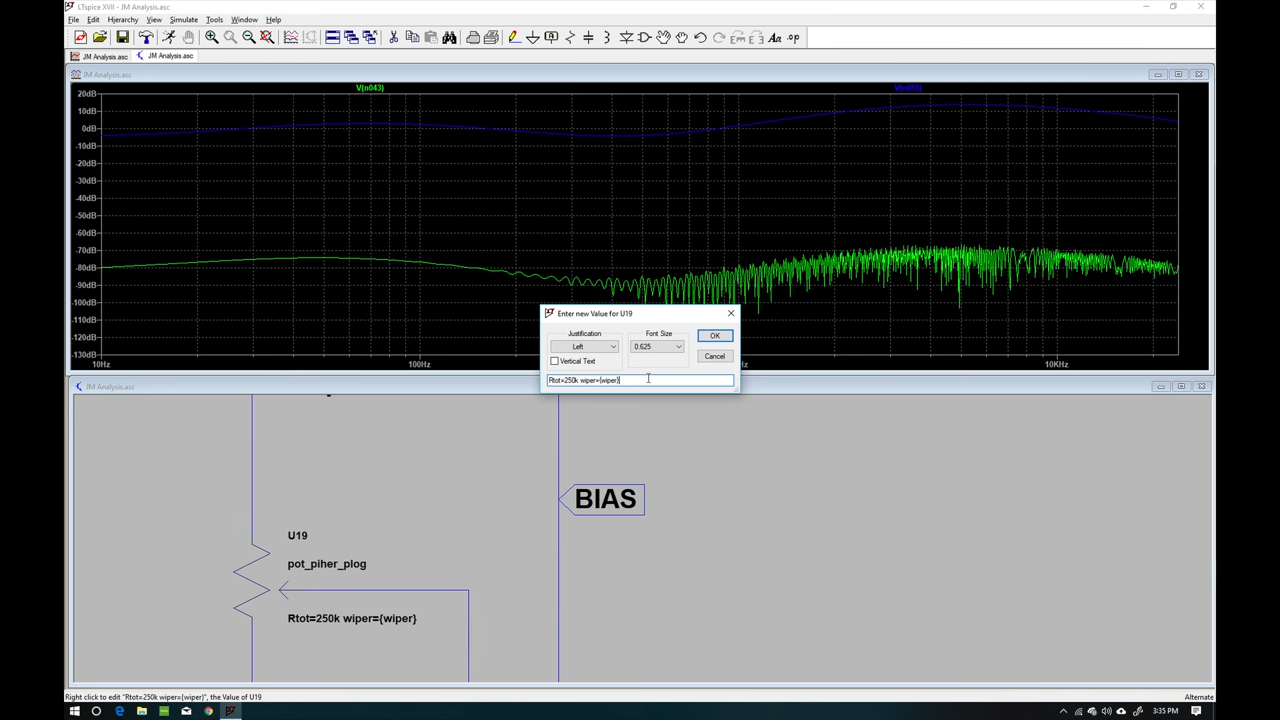 LTspice XVII - JM Analysis.asc
File Edit Hierarchy View Simulate Tools Window Help
JM Analysis.asc JM Analysis.asc
JM Analysis.asc
V(n043)
20dB
10dB
0dB
-10dB
-20dB
-30dB
-40dB
-50dB
-60dB
-70dB
-80dB
-90dB
-100dB
-110dB
-120dB
-130dB
10Hz 100Hz 10KHz
Enter new Value for U19
Justification Font Size OK
Left 0.625
Cancel
Vertical Text
Rtot=250k wiper={wiper}
JM Analysis.asc
BIAS
U19
pot_piher_plog
Rtot=250k wiper={wiper}
Right click to edit "Rtot=250k wiper={wiper}", the Value of U19 Alternate
3:35 PM